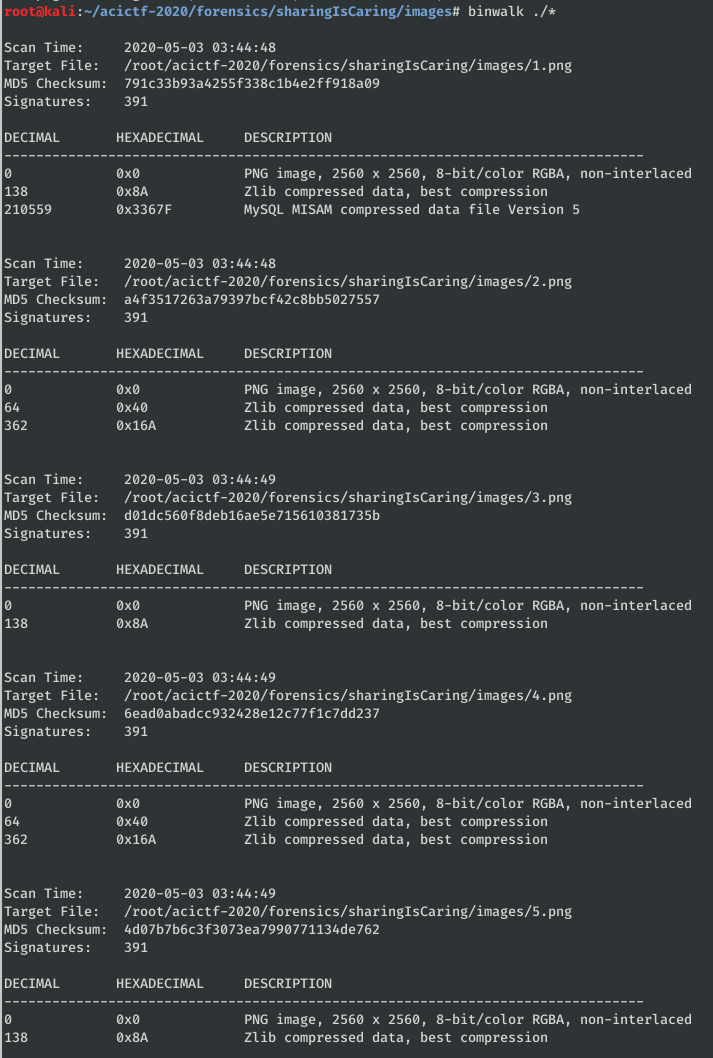 root@kali:~/acictf-2020/forensics/sharingIsCaring/images# binwalk ./*
Scan Time:     2020-05-03 03:44:48
Target File:   /root/acictf-2020/forensics/sharingIsCaring/images/1.png
MD5 Checksum:  791c33b93a4255f338c1b4e2ff918a09
Signatures:    391
DECIMAL       HEXADECIMAL     DESCRIPTION
--------------------------------------------------------------------------------
0             0x0             PNG image, 2560 x 2560, 8-bit/color RGBA, non-interlaced
138           0x8A            Zlib compressed data, best compression
210559        0x3367F         MySQL MISAM compressed data file Version 5
Scan Time:     2020-05-03 03:44:48
Target File:   /root/acictf-2020/forensics/sharingIsCaring/images/2.png
MD5 Checksum:  a4f3517263a79397bcf42c8bb5027557
Signatures:    391
DECIMAL       HEXADECIMAL     DESCRIPTION
--------------------------------------------------------------------------------
0             0x0             PNG image, 2560 x 2560, 8-bit/color RGBA, non-interlaced
64            0x40            Zlib compressed data, best compression
362           0x16A           Zlib compressed data, best compression
Scan Time:     2020-05-03 03:44:49
Target File:   /root/acictf-2020/forensics/sharingIsCaring/images/3.png
MD5 Checksum:  d01dc560f8deb16ae5e715610381735b
Signatures:    391
DECIMAL       HEXADECIMAL     DESCRIPTION
--------------------------------------------------------------------------------
0             0x0             PNG image, 2560 x 2560, 8-bit/color RGBA, non-interlaced
138           0x8A            Zlib compressed data, best compression
Scan Time:     2020-05-03 03:44:49
Target File:   /root/acictf-2020/forensics/sharingIsCaring/images/4.png
MD5 Checksum:  6ead0abadcc932428e12c77f1c7dd237
Signatures:    391
DECIMAL       HEXADECIMAL     DESCRIPTION
--------------------------------------------------------------------------------
0             0x0             PNG image, 2560 x 2560, 8-bit/color RGBA, non-interlaced
64            0x40            Zlib compressed data, best compression
362           0x16A           Zlib compressed data, best compression
Scan Time:     2020-05-03 03:44:49
Target File:   /root/acictf-2020/forensics/sharingIsCaring/images/5.png
MD5 Checksum:  4d07b7b6c3f3073ea7990771134de762
Signatures:    391
DECIMAL       HEXADECIMAL     DESCRIPTION
--------------------------------------------------------------------------------
0             0x0             PNG image, 2560 x 2560, 8-bit/color RGBA, non-interlaced
138           0x8A            Zlib compressed data, best compression